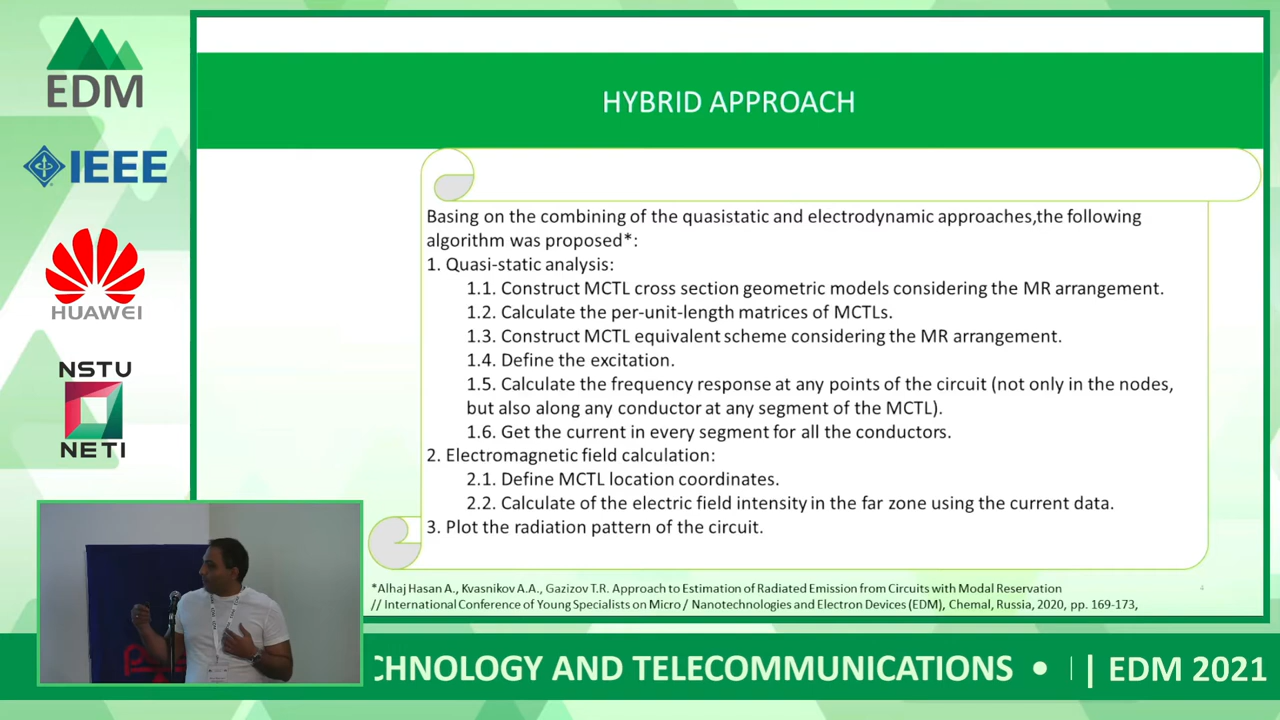 EDM
IEEE
HUAWEI
NSTU
NETI
HYBRID APPROACH
Basing on the combining of the quasistatic and electrodynamic approaches,the following
algorithm was proposed*:
1. Quasi-static analysis:
1.1. Construct MCTL cross section geometric models considering the MR arrangement.
1.2. Calculate the per-unit-length matrices of MCTLs.
1.3. Construct MCTL equivalent scheme considering the MR arrangement.
1.4. Define the excitation.
1.5. Calculate the frequency response at any points of the circuit (not only in the nodes,
but also along any conductor at any segment of the MCTL).
1.6. Get the current in every segment for all the conductors.
2. Electromagnetic field calculation:
2.1. Define MCTL location coordinates.
2.2. Calculate of the electric field intensity in the far zone using the current data.
3. Plot the radiation pattern of the circuit.
*Alhaj Hasan A., Kvasnikov A.A., Gazizov T.R. Approach to Estimation of Radiated Emission from Circuits with Modal Reservation
// International Conference of Young Specialists on Micro / Nanotechnologies and Electron Devices (EDM), Chemal, Russia, 2020, pp. 169-173,
4
CHNOLOGY AND TELECOMMUNICATIONS • | EDM 2021